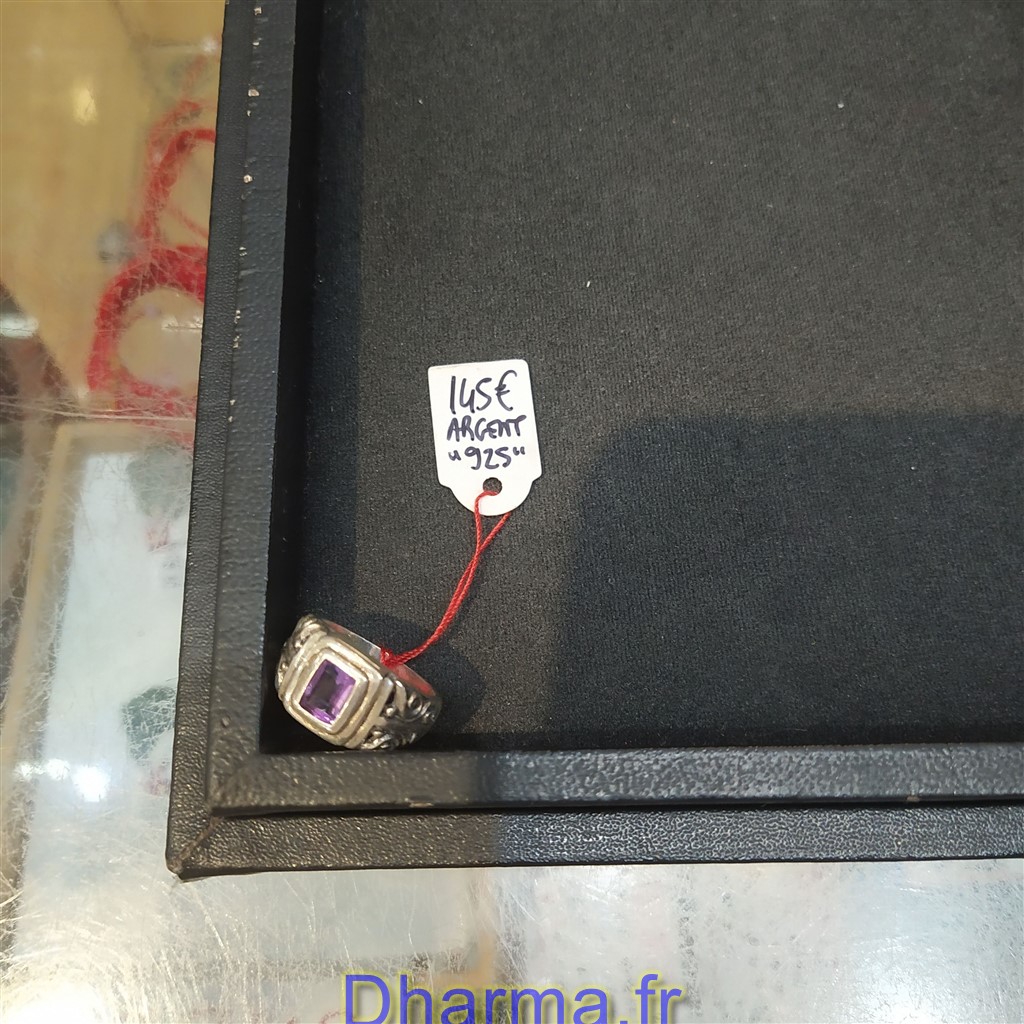 145€
ARGENT
"925"
Dharma.fr